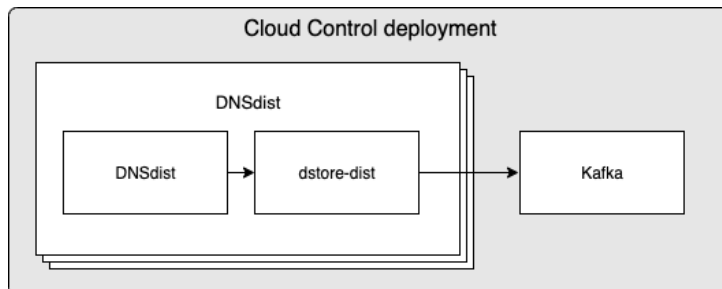 Cloud Control deployment
DNSdist
DNSdist
dstore-dist
Kafka